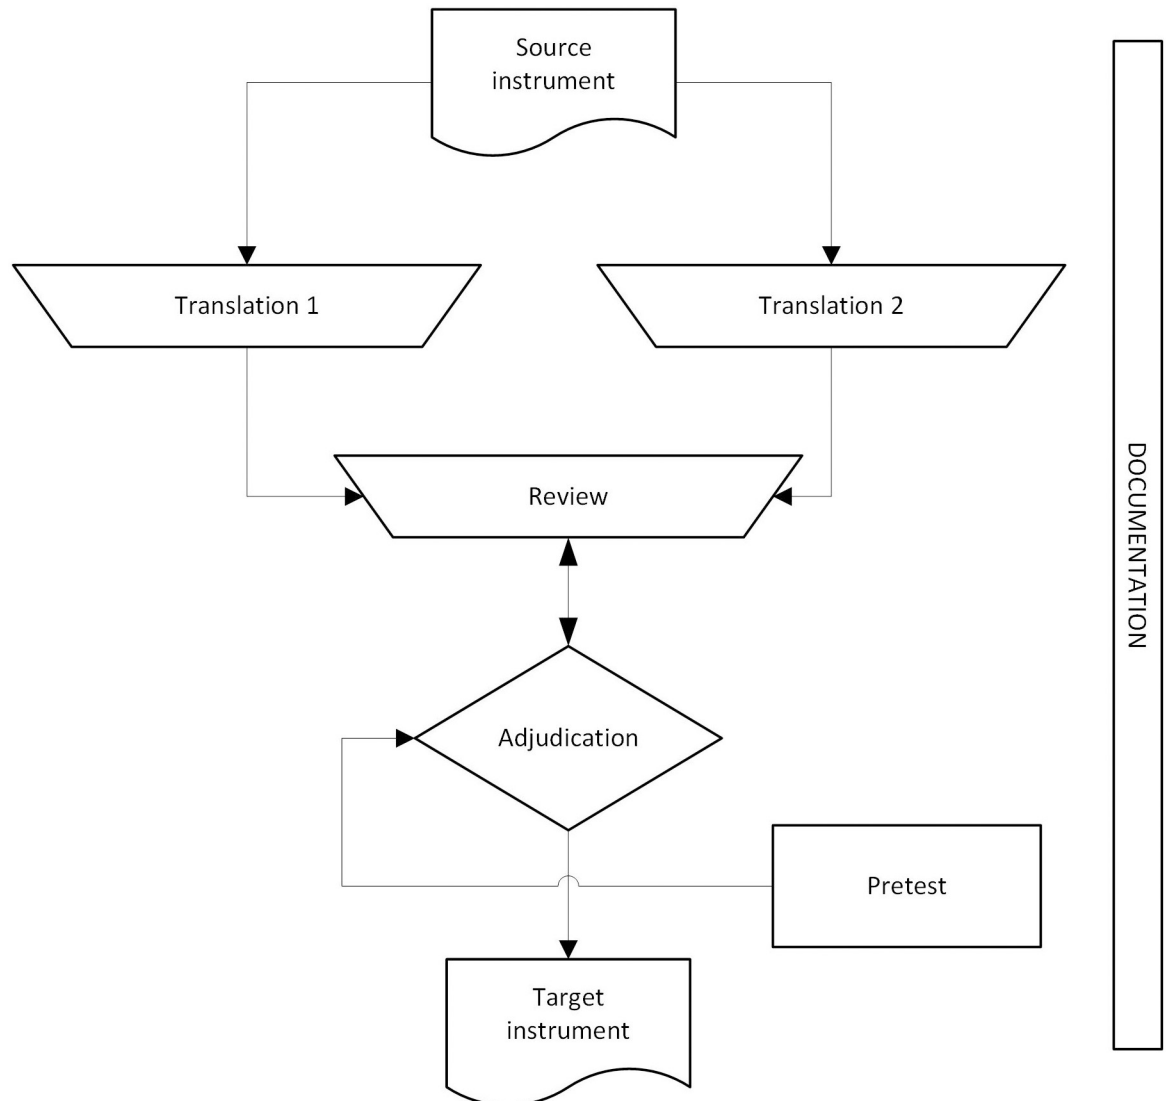 Source
instrument
Translation 1
Translation 2
Review
Adjudication
Pretest
Target
instrument
DOCUMENTATION